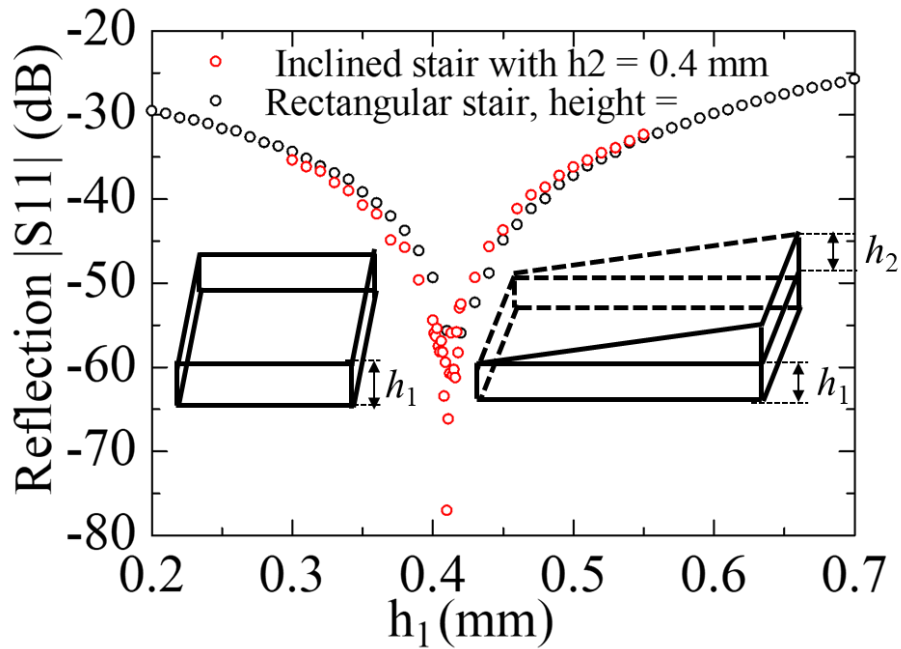 -20
-30
-40
-50
-60
-70
-80
Reflection |S11| (dB)
Inclined stair with h2 = 0.4 mm
Rectangular stair, height =
h1
h2
h1
0.2 0.3 0.4 0.5 0.6 0.7
h1 (mm)